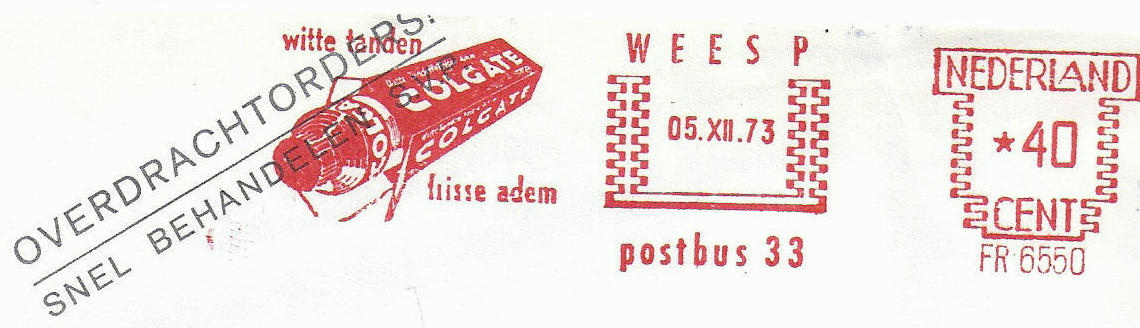 OVERDRACHTORDERS.
SNEL BEHANDELEN S.V.P.
witte tanden
COLGATE
COLGATE
frisse adem
WEESP
05.XII.73
postbus 33
NEDERLAND
*40
CENT
FR 6550